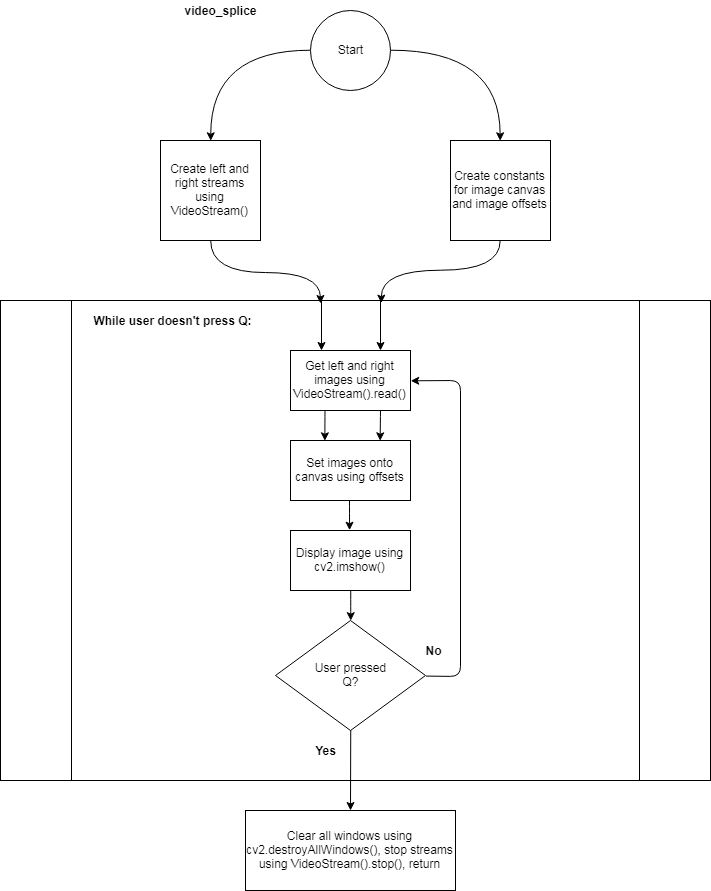 video_splice
Start
Create left and
right streams
using
VideoStream()
Create constants
for image canvas
and image offsets
While user doesn't press Q:
Get left and right
images using
VideoStream().read()
Set images onto
canvas using offsets
Display image using
cv2.imshow()
User pressed
Q?
No
Yes
Clear all windows using
cv2.destroyAllWindows(), stop streams
using VideoStream().stop(), return